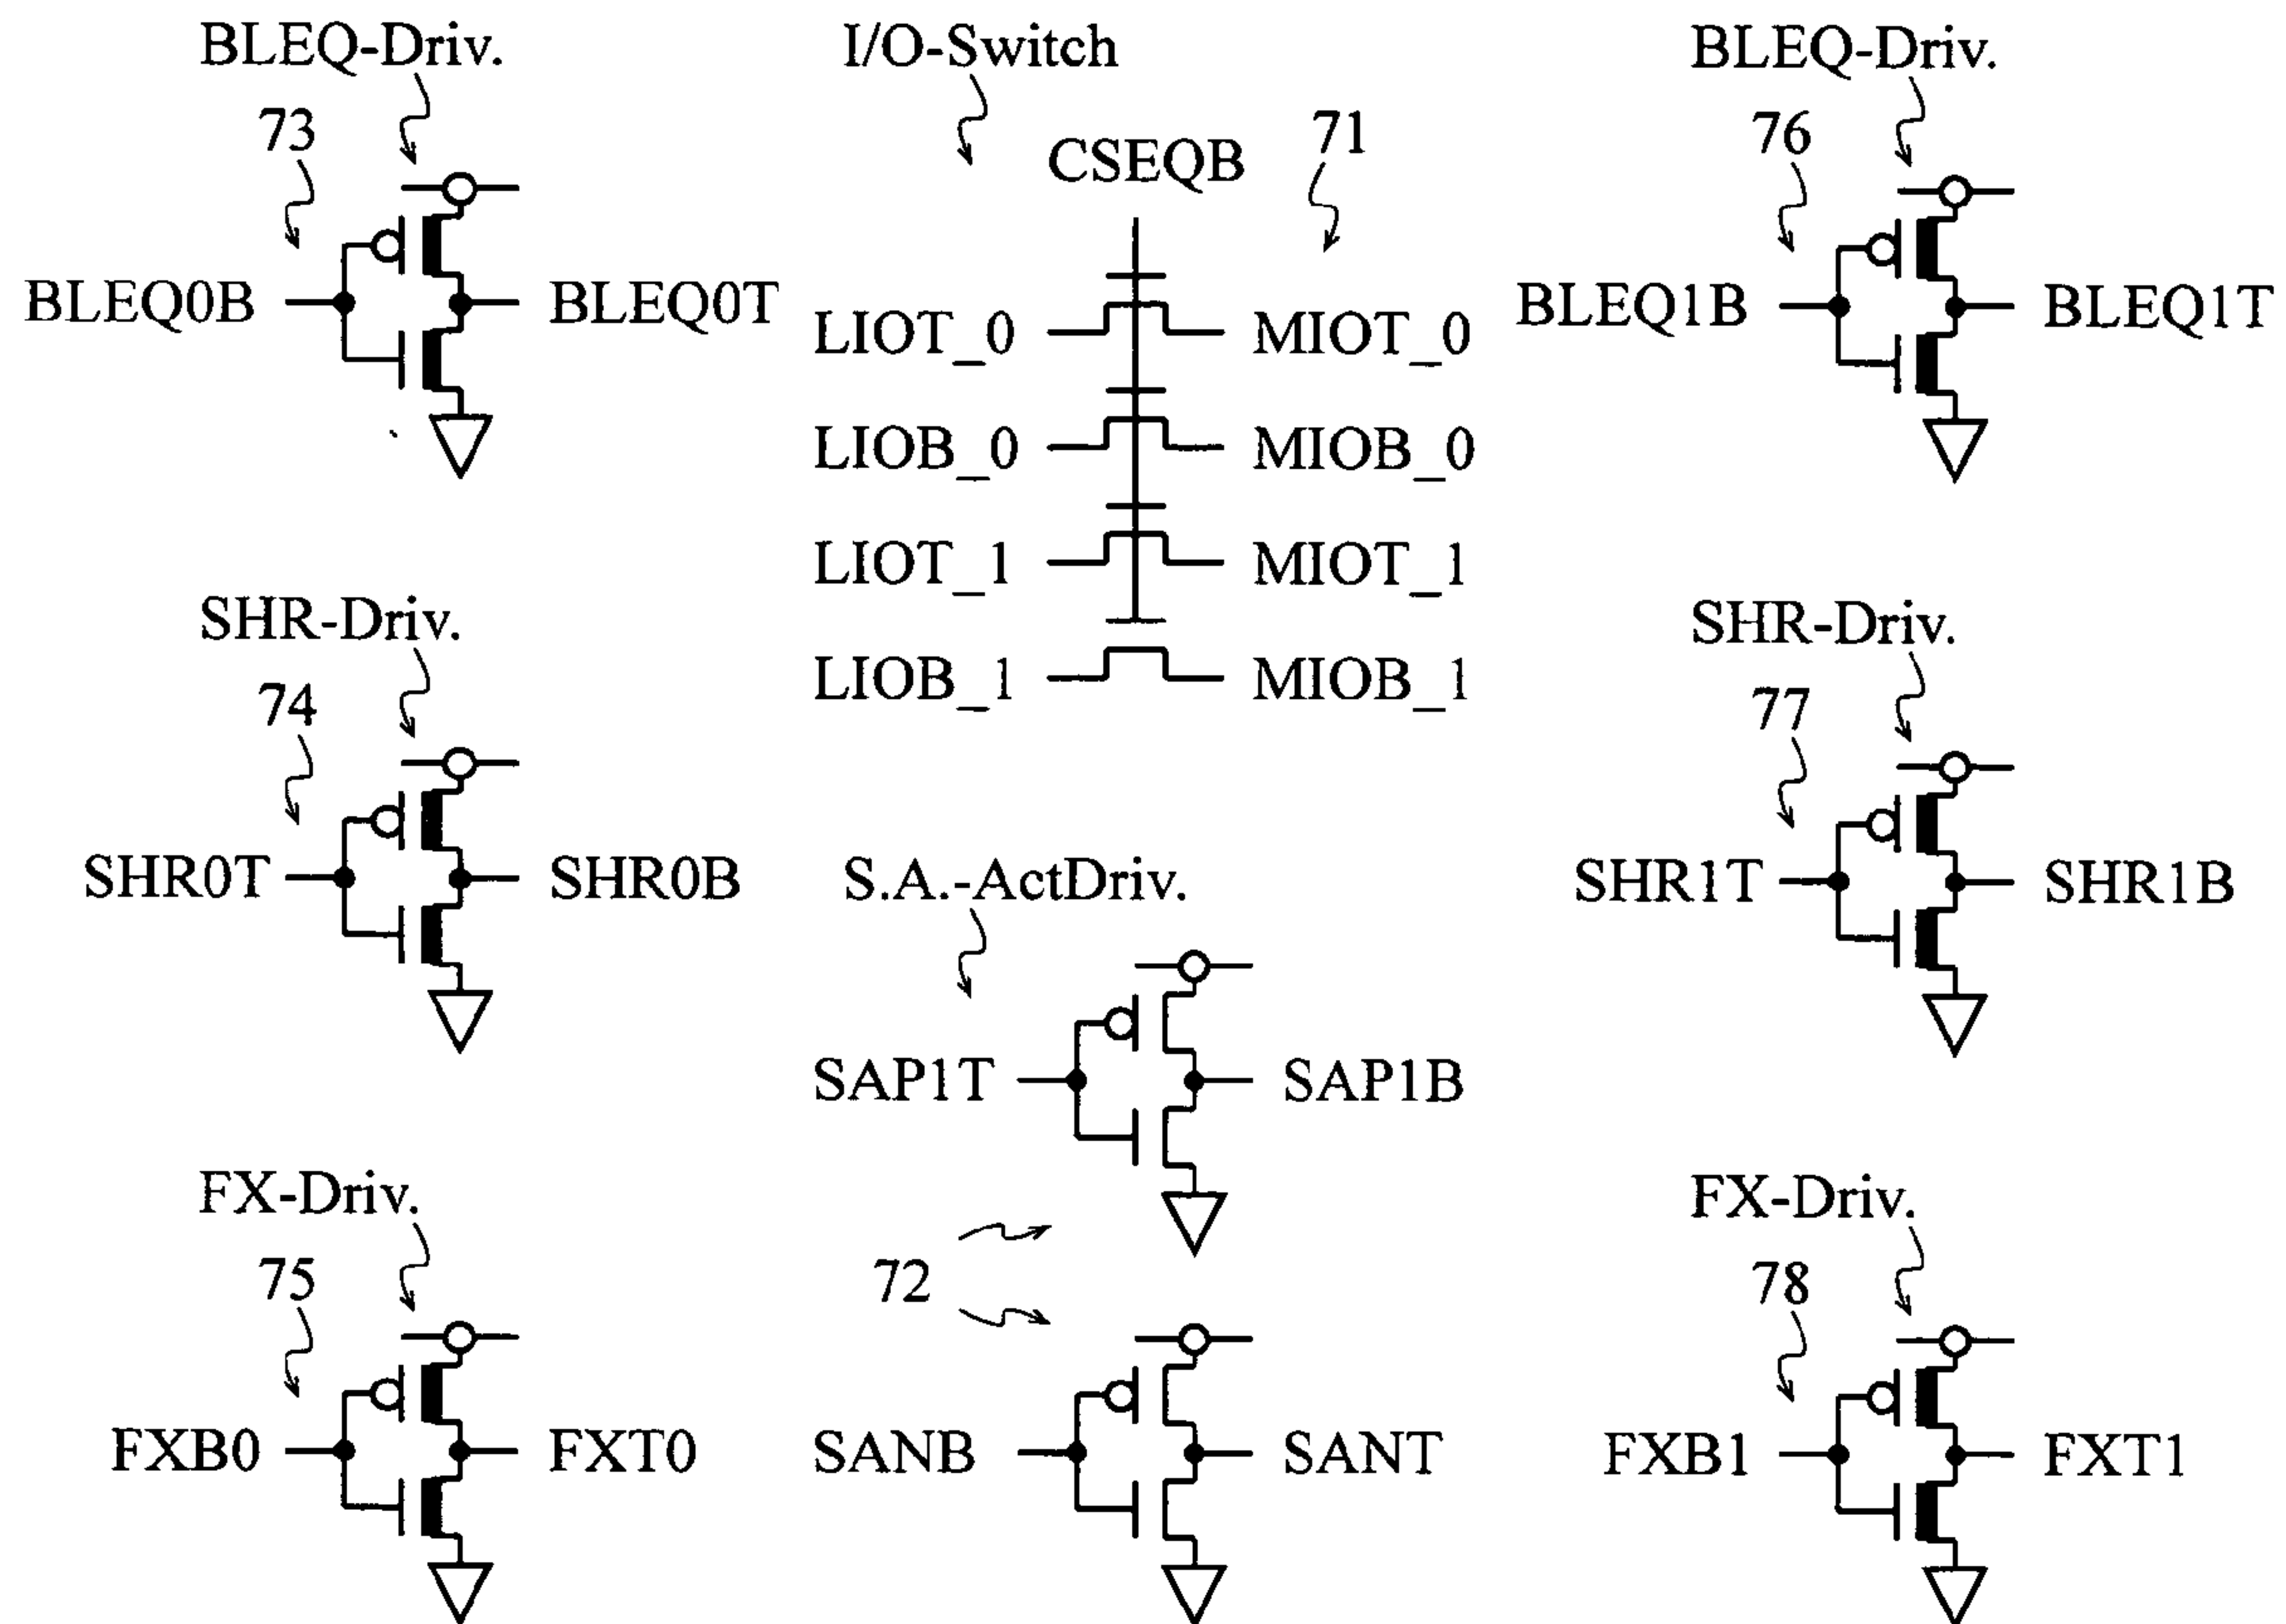 BLEQ-Driv.
73
BLEQ0B
BLEQ0T
SHR-Driv.
74
SHR0T
SHR0B
FX-Driv.
75
FXB0
FXT0
I/O-Switch
71
CSEQB
LIOT_0
MIOT_0
LIOB_0
MIOB_0
LIOT_1
MIOT_1
LIOB_1
MIOB_1
S.A.-ActDriv.
SAP1T
SAP1B
72
SANB
SANT
BLEQ-Driv.
76
BLEQ1B
BLEQ1T
SHR-Driv.
77
SHR1T
SHR1B
FX-Driv.
78
FXB1
FXT1